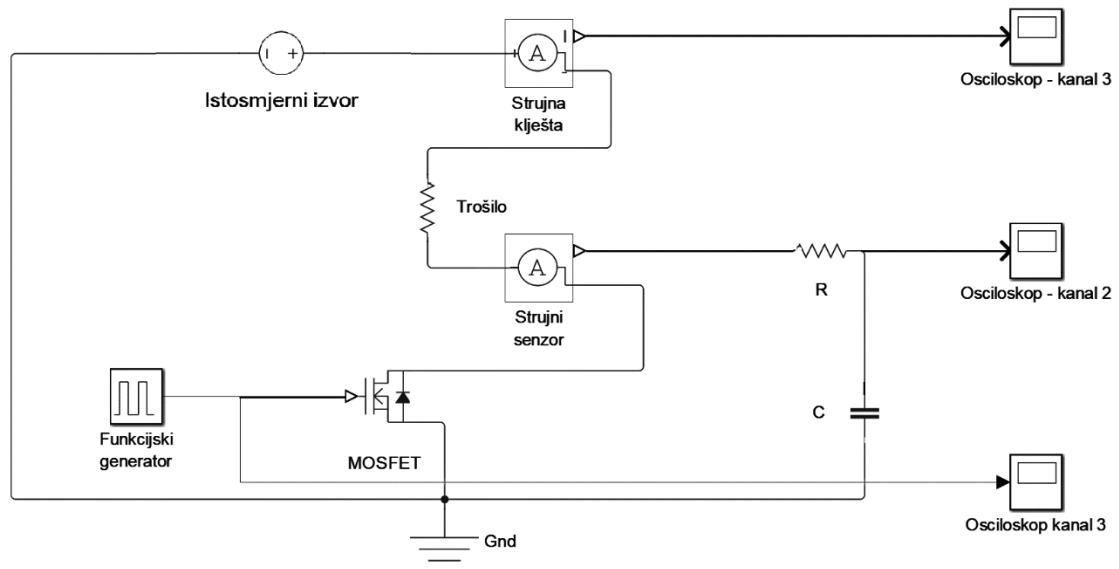 Osciloskop - kanal 3
Istosmjerni izvor
A
Strujna
kliješta
Trošilo
A
Strujni
senzor
R
Osciloskop - kanal 2
Funkcijski
generator
MOSFET
C
Osciloskop kanal 3
Gnd